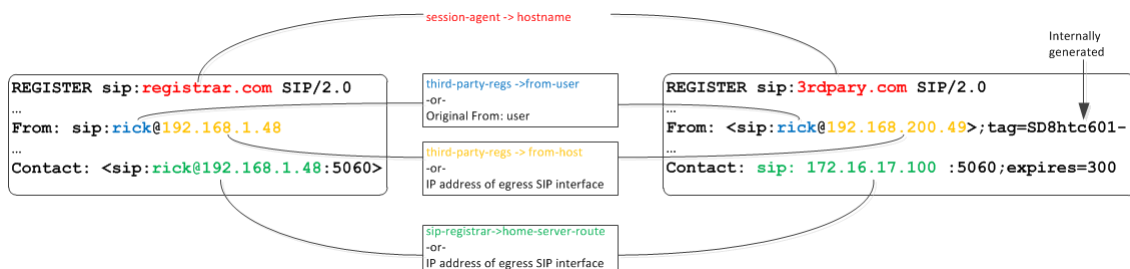 session-agent -> hostname
Internally
generated
REGISTER sip:registrar.com SIP/2.0
...
From: sip:rick@192.168.1.48
...
Contact: <sip:rick@192.168.1.48:5060>
third-party-regs ->from-user
-or-
Original From: user
third-party-regs -> from-host
-or-
IP address of egress SIP interface
sip-registrar->home-server-route
-or-
IP address of egress SIP interface
REGISTER sip:3rdpary.com SIP/2.0
...
From: <sip:rick@192.168.200.49>;tag=SD8htc601-
...
Contact: sip: 172.16.17.100 :5060;expires=300